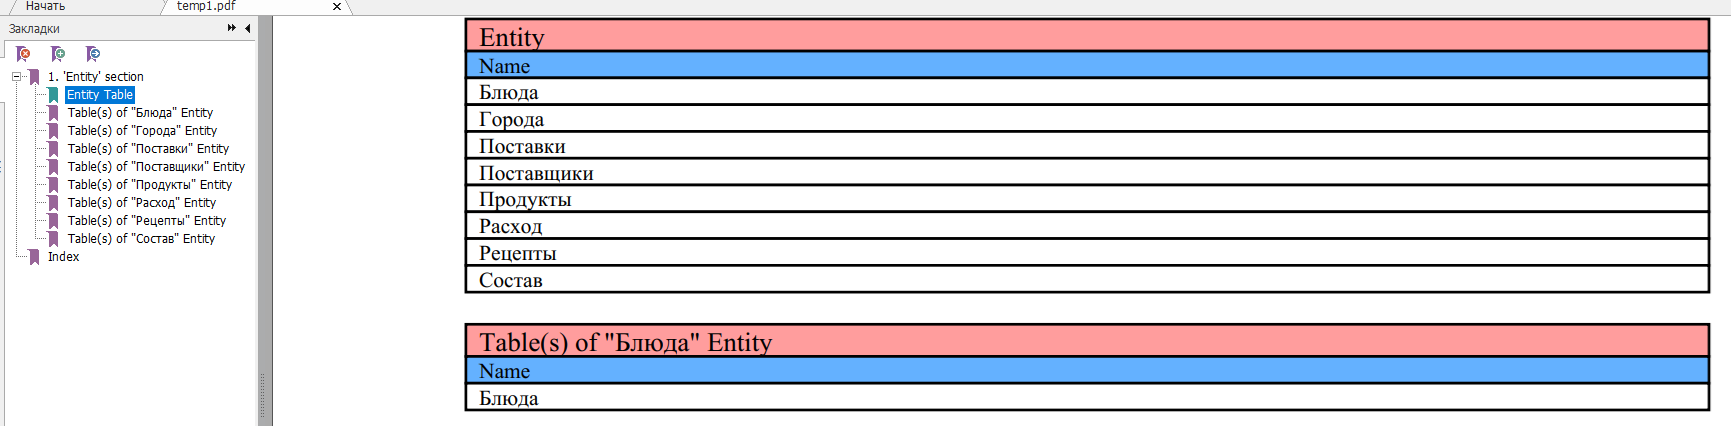 Начать
temp1.pdf
Закладки
1. 'Entity' section
Entity Table
Table(s) of "Блюда" Entity
Table(s) of "Города" Entity
Table(s) of "Поставки" Entity
Table(s) of "Поставщики" Entity
Table(s) of "Продукты" Entity
Table(s) of "Расход" Entity
Table(s) of "Рецепты" Entity
Table(s) of "Состав" Entity
Index
Entity
Name
Блюда
Города
Поставки
Поставщики
Продукты
Расход
Рецепты
Состав
Table(s) of "Блюда" Entity
Name
Блюда